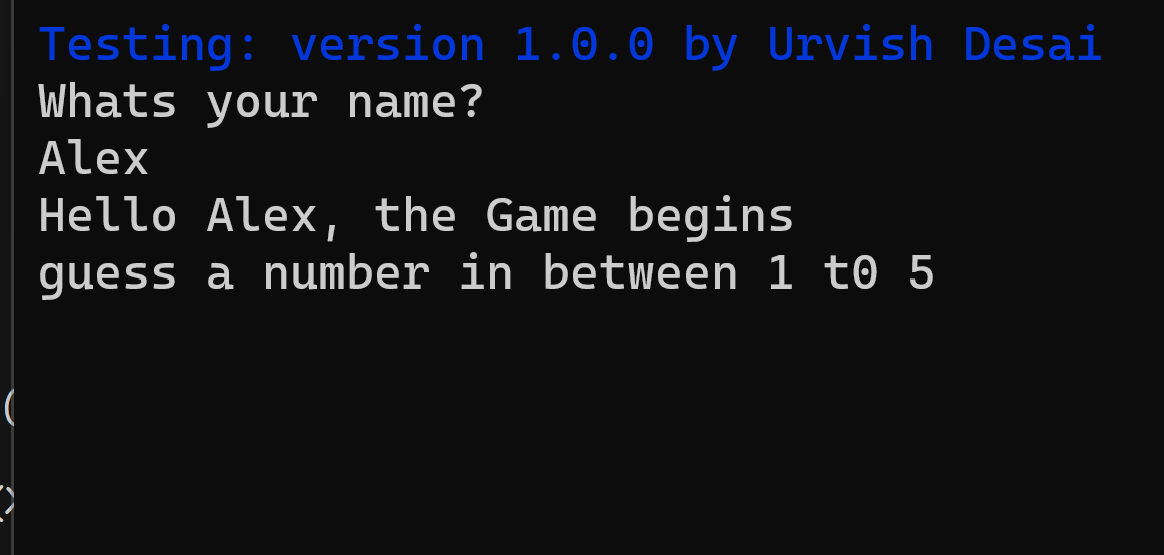 Testing: version 1.0.0 by Urvish Desai
Whats your name?
Alex
Hello Alex, the Game begins
guess a number in between 1 t0 5